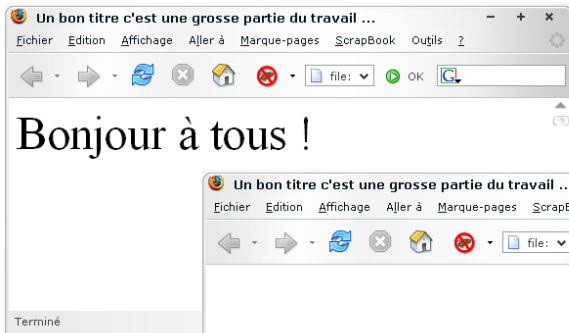 Un bon titre c'est une grosse partie du travail ...
Fichier Edition Affichage Aller à Marque-pages ScrapBook Outils ?
file: OK G
Bonjour à tous !
Un bon titre c'est une grosse partie du travail ..
Fichier Edition Affichage Aller à Marque-pages ScrapB
file:
Terminé